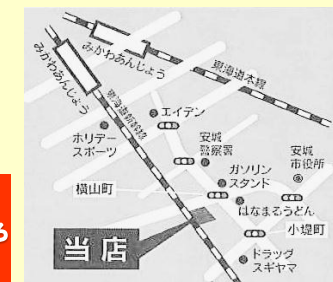 みかわあんじょう
みかわあんじょう
東海道本線
東海道新幹線
エイデン
ホリデー
スポーツ
安城
警察署
ガソリン
スタンド
安城
市役所
横山町
はなまるうどん
小堤町
当店
ドラッグ
スギヤマ